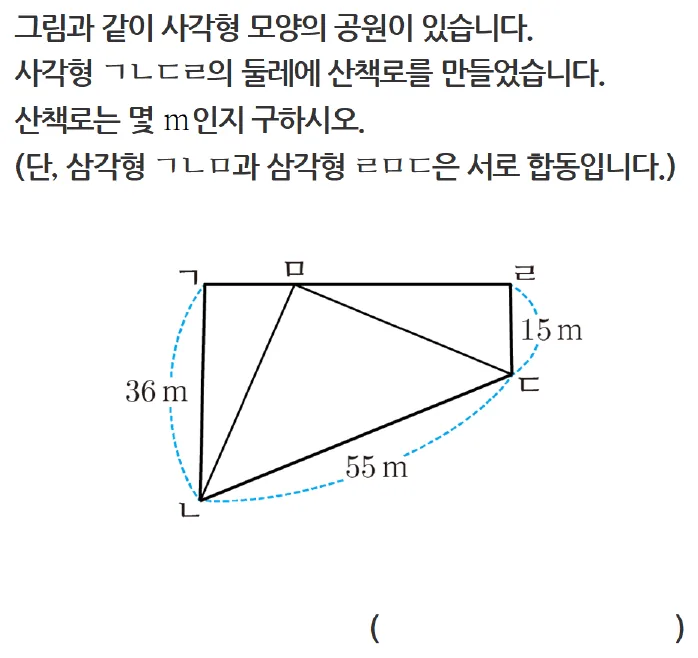 그림과 같이 사각형 모양의 공원이 있습니다.
사각형 ㄱㄴㄷㄹ의 둘레에 산책로를 만들었습니다.
산책로는 몇 m인지 구하시오.
(단, 삼각형 ㄱㄴㅁ과 삼각형 ㄹㅁㄷ은 서로 합동입니다.)
ㄱ ㅁ ㄹ
15 m
ㄷ
36 m
55 m
ㄴ
( )